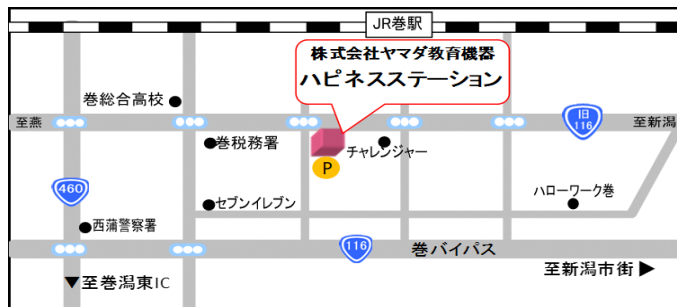 JR巻駅
株式会社ヤマダ教育機器
ハピネスステーション
巻総合高校
至燕
旧
116
至新潟
巻税務署
チャレンジャー
P
460
セブンイレブン
ハローワーク巻
西蒲警察署
116
巻バイパス
至新潟市街▶
▼至巻潟東IC